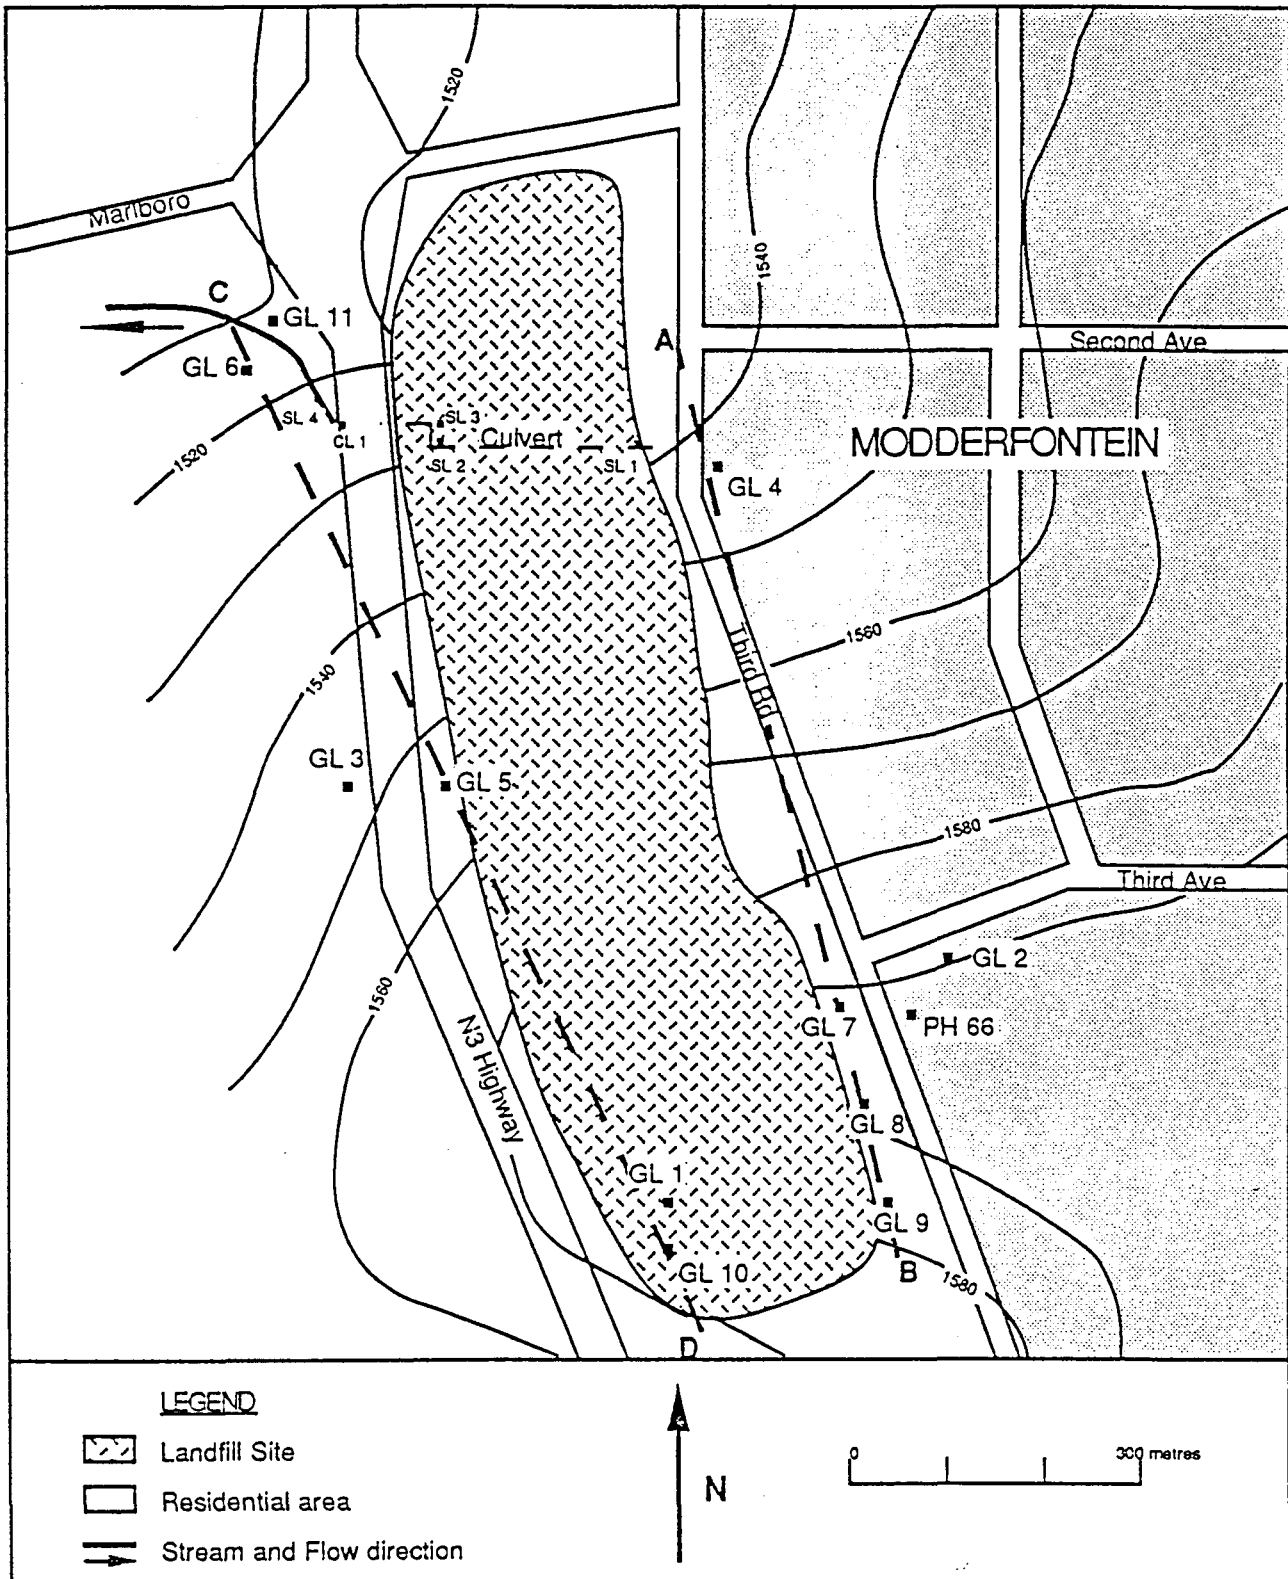 1520
Marlboro
1540
C
GL 11
A
Second Ave
GL 6
SL 4
CL 1
SL 3
Culvert
MODDERFONTEIN
1520
SL 2
SL 1
GL 4
Third Rd
1560
1540
GL 3
GL 5
1580
Third Ave
GL 2
1560
GL 7
PH 66
N3 Highway
GL 8
GL 1
GL 9
GL 10
B
1580
D
LEGEND
Landfill Site
Residential area
Stream and Flow direction
N
0
300 metres